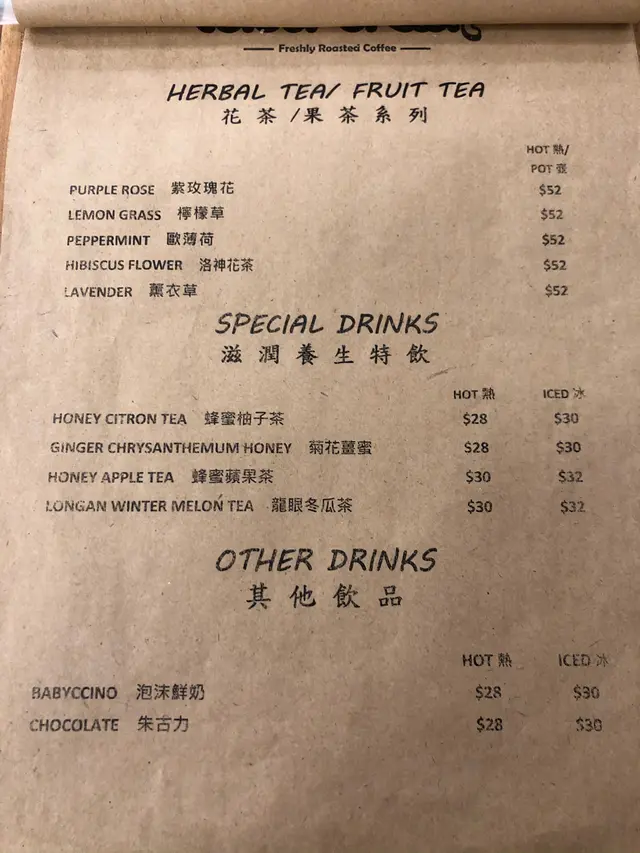 Freshly Roasted Coffee
HERBAL TEA/ FRUIT TEA
花茶/果茶系列
HOT 熱/
POT 壺
PURPLE ROSE 紫玫瑰花 $52
LEMON GRASS 檸檬草 $52
PEPPERMINT 歐薄荷 $52
HIBISCUS FLOWER 洛神花茶 $52
LAVENDER 薰衣草 $52
SPECIAL DRINKS
滋潤養生特飲
HOT 熱 ICED 冰
HONEY CITRON TEA 蜂蜜柚子茶 $28 $30
GINGER CHRYSANTHEMUM HONEY 菊花薑蜜 $28 $30
HONEY APPLE TEA 蜂蜜蘋果茶 $30 $32
LONGAN WINTER MELON TEA 龍眼冬瓜茶 $30 $32
OTHER DRINKS
其他飲品
HOT 熱 ICED 冰
BABYCCINO 泡沫鮮奶 $28 $30
CHOCOLATE 朱古力 $28 $30